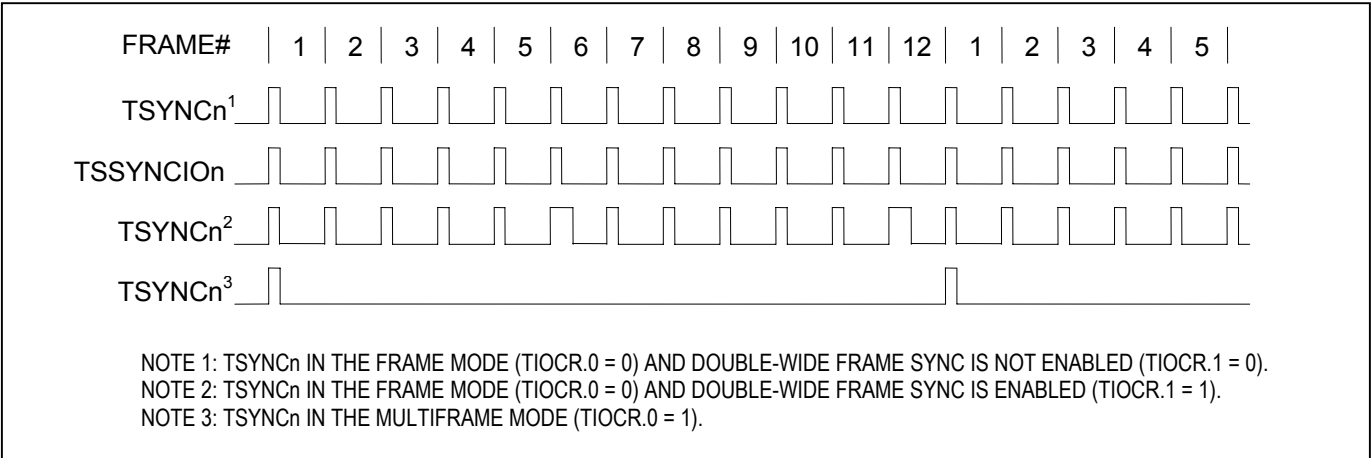 FRAME# 1 2 3 4 5 6 7 8 9 10 11 12 1 2 3 4 5
TSYNCn¹
TSSYNCIOn
TSYNCn²
TSYNCn³
NOTE 1: TSYNCn IN THE FRAME MODE (TIOCR.0 = 0) AND DOUBLE-WIDE FRAME SYNC IS NOT ENABLED (TIOCR.1 = 0).
NOTE 2: TSYNCn IN THE FRAME MODE (TIOCR.0 = 0) AND DOUBLE-WIDE FRAME SYNC IS ENABLED (TIOCR.1 = 1).
NOTE 3: TSYNCn IN THE MULTIFRAME MODE (TIOCR.0 = 1).